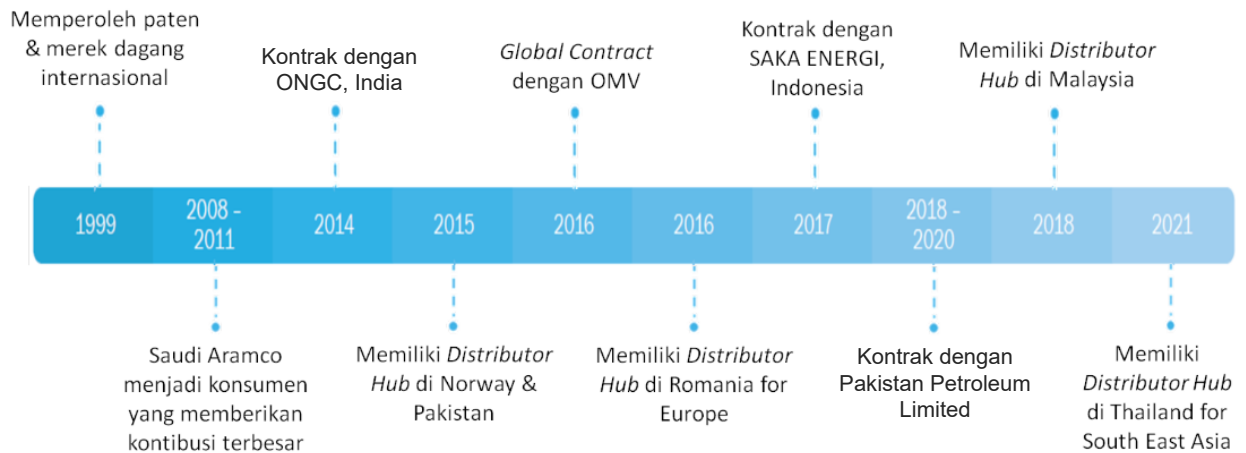 Memperoleh paten
& merek dagang
internasional
Kontrak dengan
ONGC, India
Global Contract
dengan OMV
Kontrak dengan
SAKA ENERGI,
Indonesia
Memiliki Distributor
Hub di Malaysia
1999
2008 -
2011
2014
2015
2016
2016
2017
2018 -
2020
2018
2021
Saudi Aramco
menjadi konsumen
yang memberikan
kontibusi terbesar
Memiliki Distributor
Hub di Norway &
Pakistan
Memiliki Distributor
Hub di Romania for
Europe
Kontrak dengan
Pakistan Petroleum
Limited
Memiliki
Distributor Hub
di Thailand for
South East Asia